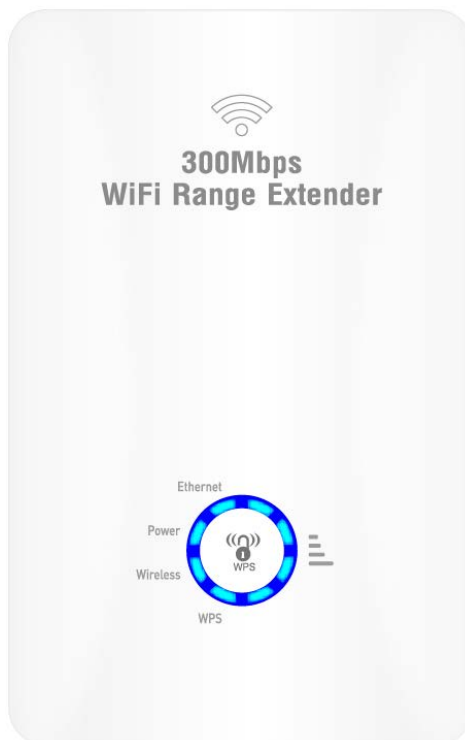 300Mbps
WiFi Range Extender
Ethernet
Power
WPS
Wireless
WPS